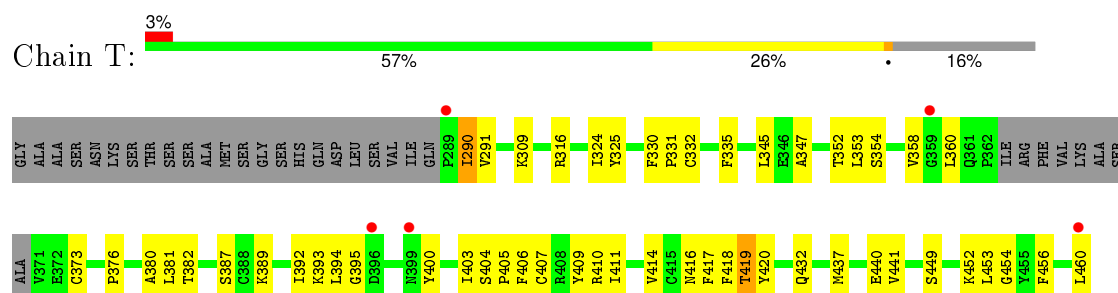 3%
Chain T:
57% 26% • 16%
GLY ALA ALA SER ASN LYS SER THR SER SER ALA MET SER GLY SER HIS GLN ASP LEU SER VAL ILE GLN P289 I290 V291 K309 R316 I324 Y325 F330 P331 C332 F335 L345 E346 A347 T352 L353 S354 V358 G359 L360 Q361 P362 ILE ARG PHE VAL LYS ALA SER
ALA V371 E372 C373 P376 A380 L381 T382 S387 C388 K389 I392 K393 L394 G395 D396 N399 Y400 I403 S404 P405 F406 C407 R408 Y409 R410 I411 V414 C415 N416 F417 F418 T419 Y420 Q432 M437 E440 V441 S449 K452 L453 G454 Y455 F456 L460